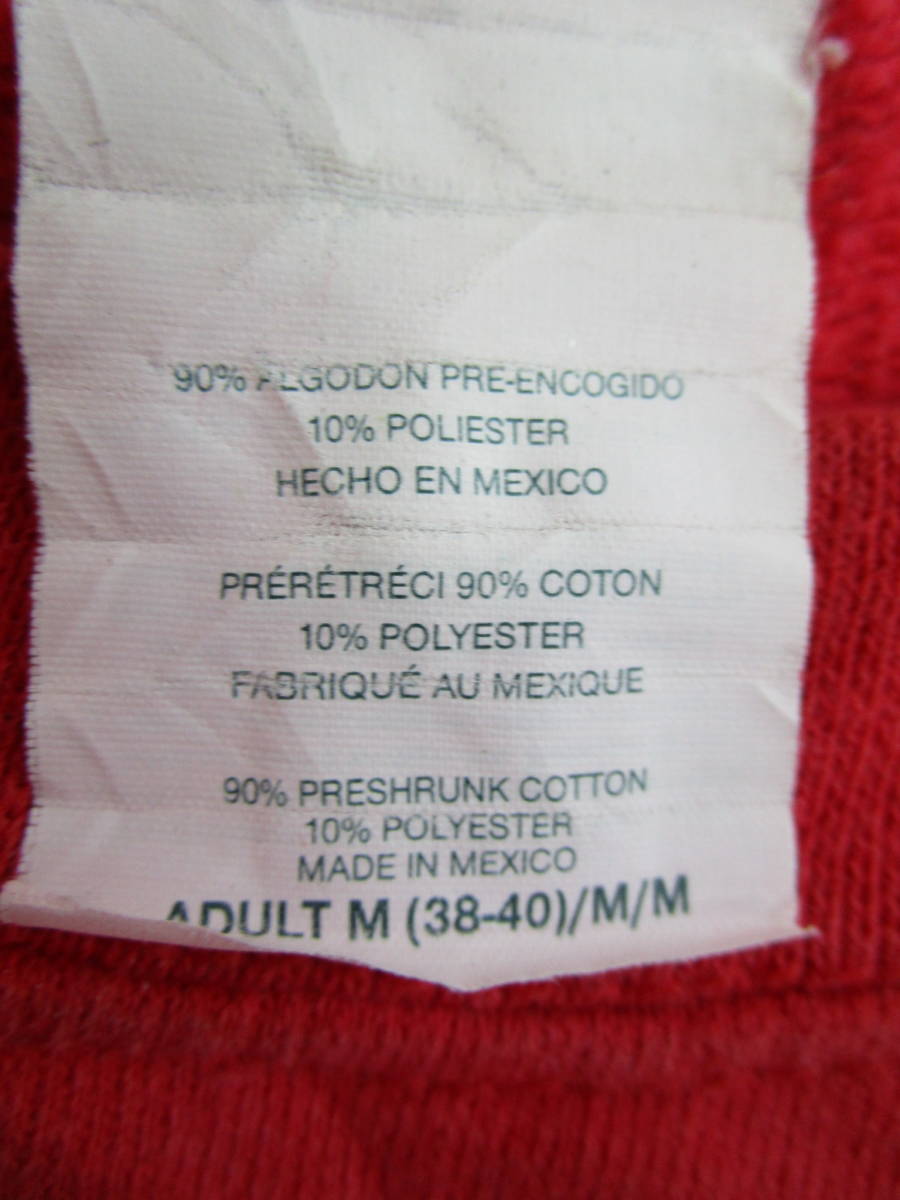 90% ALGODON PRE-ENCOGIDO
10% POLIESTER
HECHO EN MEXICO
PRÉRÉTRÉCI 90% COTON
10% POLYESTER
FABRIQUÉ AU MEXIQUE
90% PRESHRUNK COTTON
10% POLYESTER
MADE IN MEXICO
ADULT M (38-40)/M/M